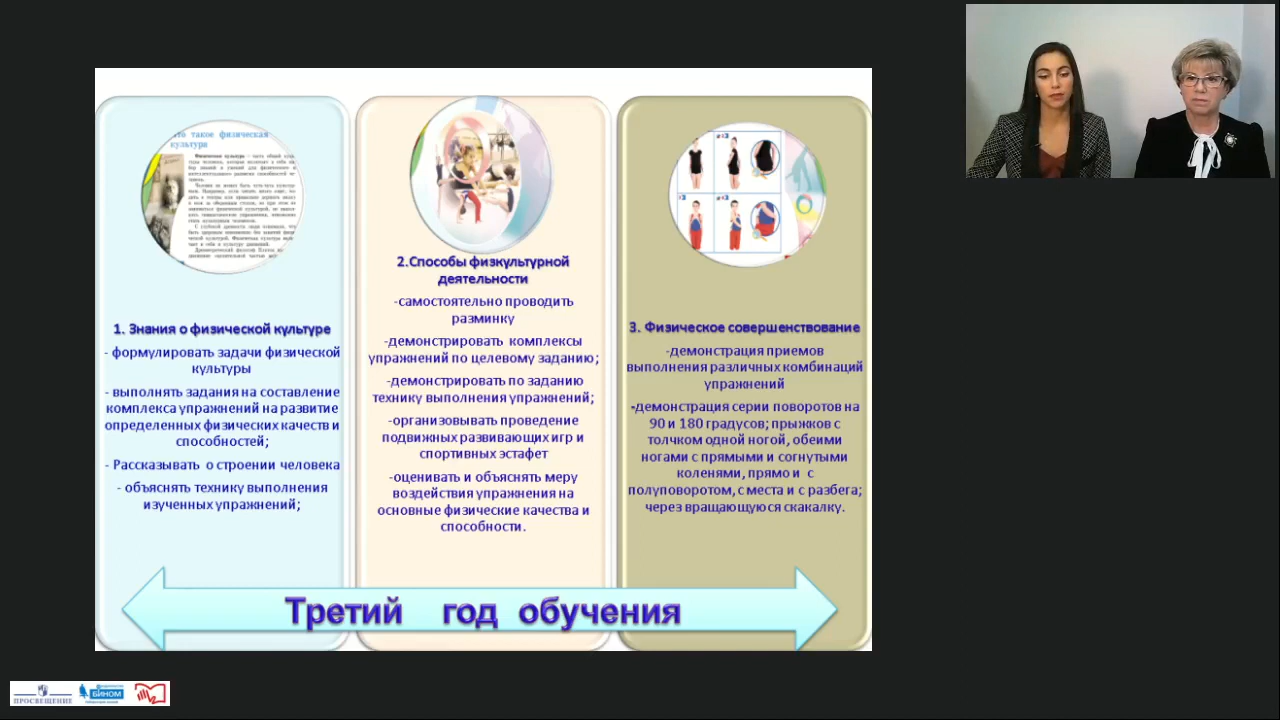 что такое физическая
культура
1. Знания о физической культуре
- формулировать задачи физической
культуры
- выполнять задания на составление
комплекса упражнений на развитие
определенных физических качеств и
способностей;
- Рассказывать о строении человека
- объяснять технику выполнения
изученных упражнений;
2.Способы физкультурной
деятельности
-самостоятельно проводить
разминку
-демонстрировать комплексы
упражнений по целевому заданию;
-демонстрировать по заданию
технику выполнения упражнений;
-организовывать проведение
подвижных развивающих игр и
спортивных эстафет
-оценивать и объяснять меру
воздействия упражнения на
основные физические качества и
способности.
3. Физическое совершенствование
-демонстрация приемов
выполнения различных комбинаций
упражнений
-демонстрация серии поворотов на
90 и 180 градусов; прыжков с
толчком одной ногой, обеими
ногами с прямыми и согнутыми
коленями, прямо и с
полуповоротом, с места и с разбега;
через вращающуюся скакалку.
Третий год обучения
ПРОСВЕЩЕНИЕ
БИНОМ